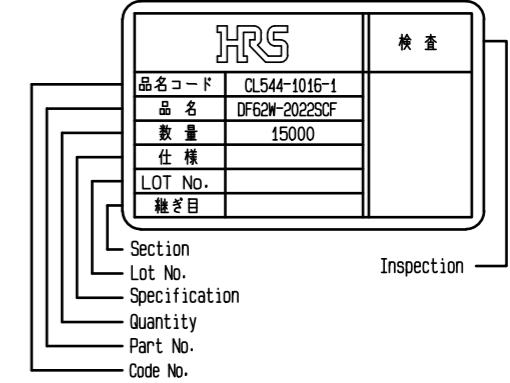 HRS
検査
品名コード CL544-1016-1
品名 DF62W-2022SCF
数量 15000
仕様
LOT No.
継ぎ目
Section
Lot No.
Inspection
Specification
Quantity
Part No.
Code No.